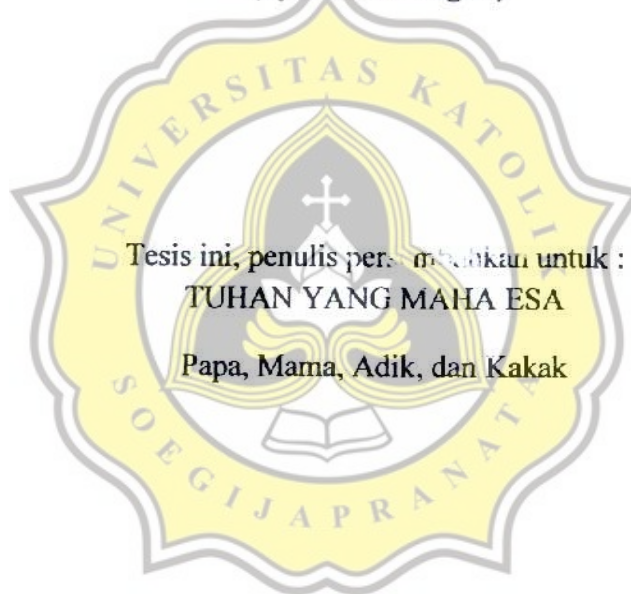 UNIVERSITAS KATOLIK
Tesis ini, penulis untuk :
TUHAN YANG MAHA ESA
Papa, Mama, Adik, dan Kakak
SOEGIJAPRANATA